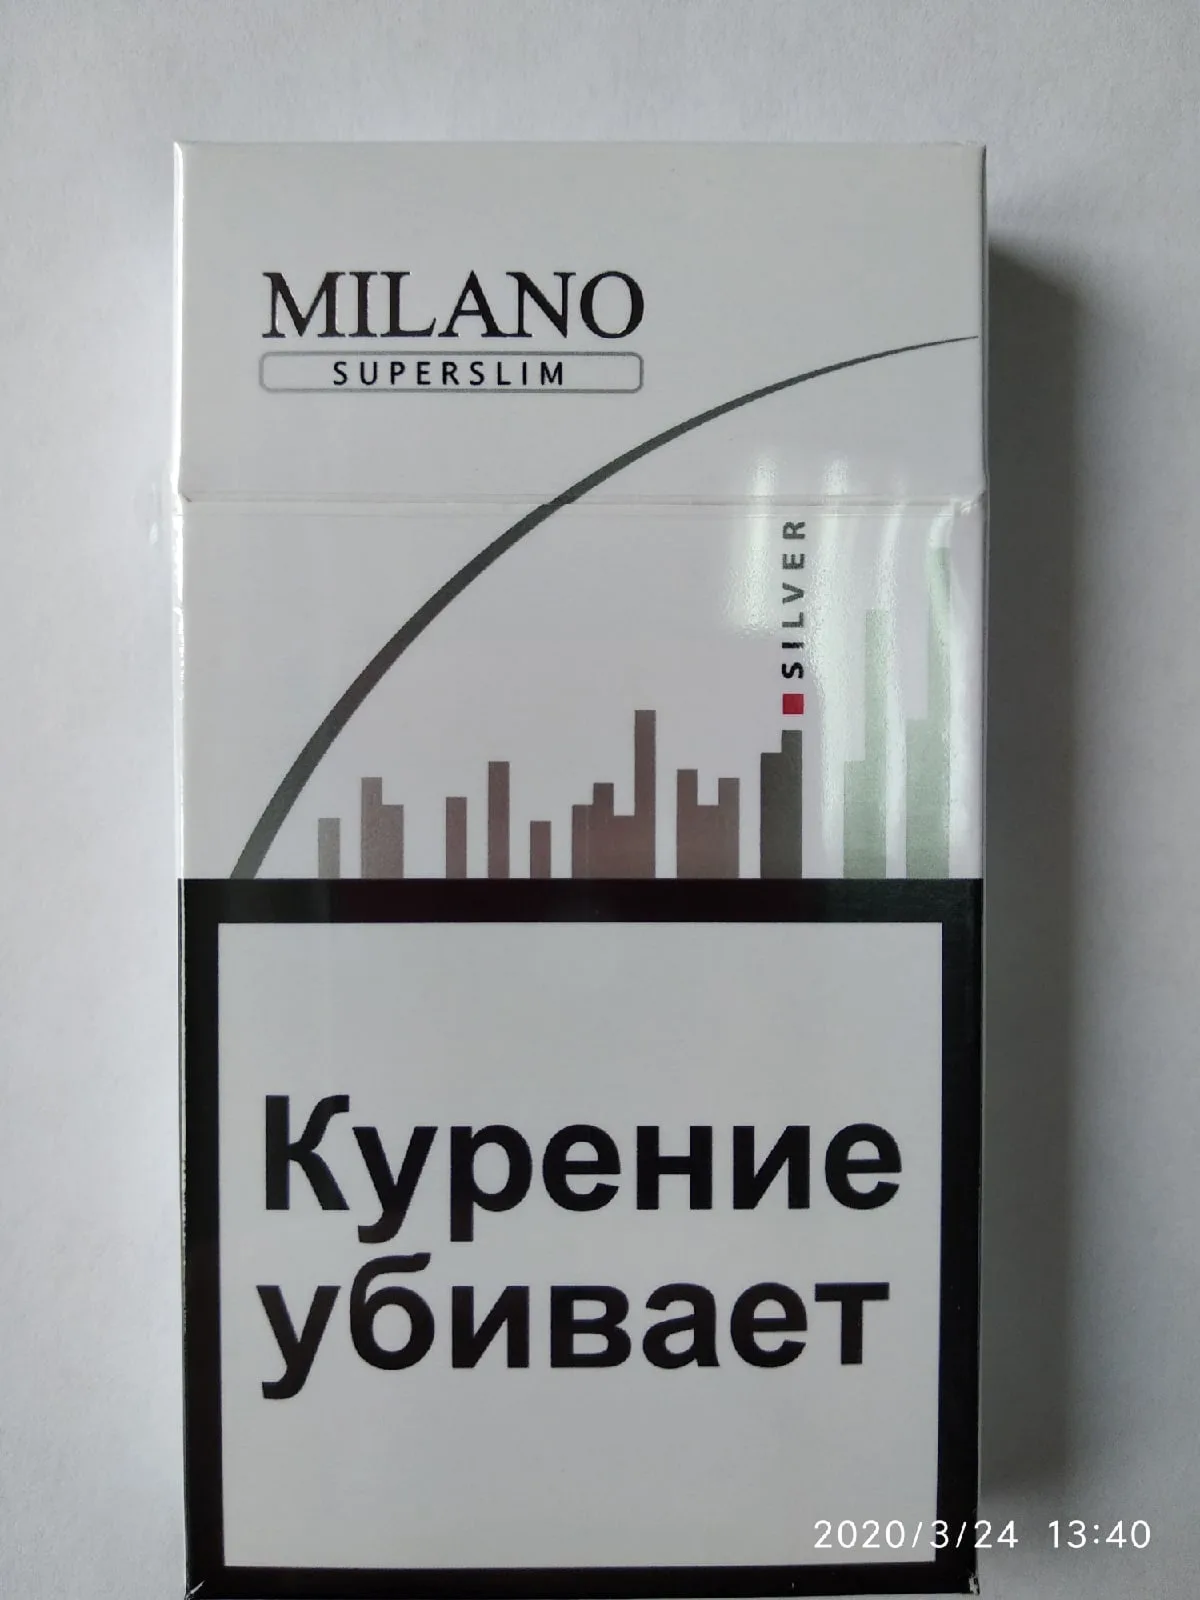 MILANO
SUPERSLIM
SILVER
Курение
убивает
2020/3/24 13:40